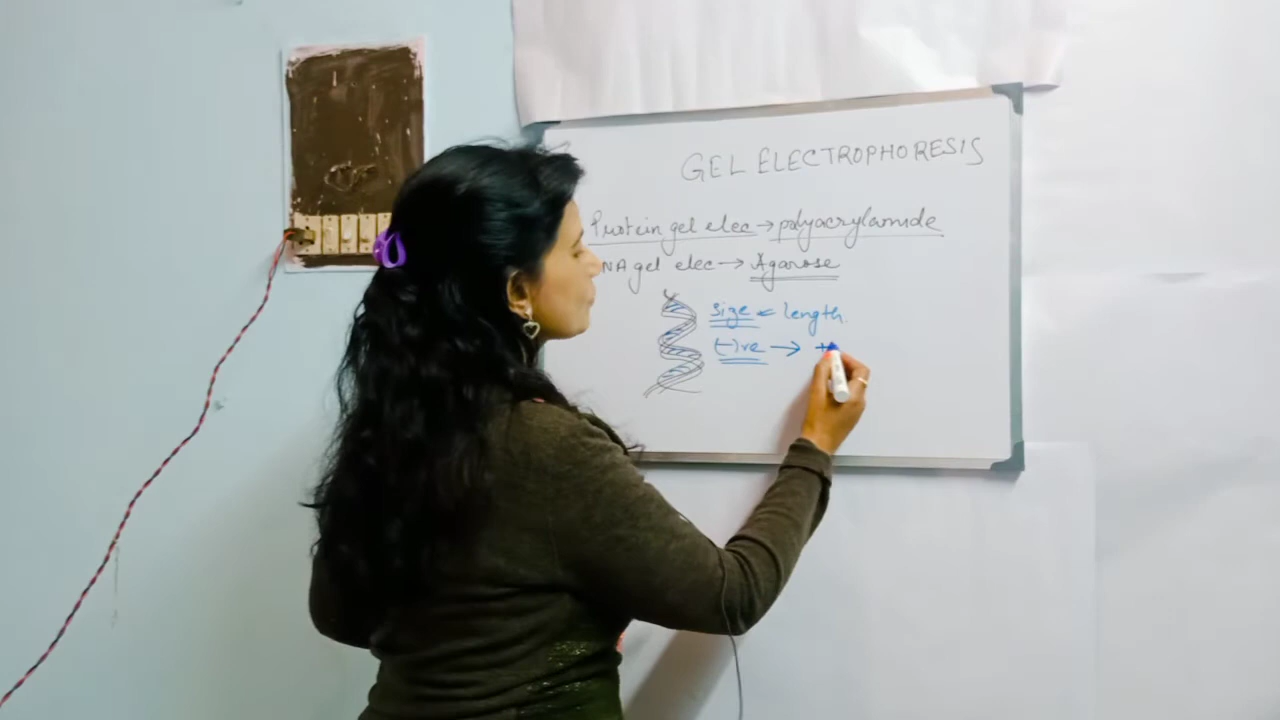 GEL ELECTROPHORESIS
Protein gel elec → polyacrylamide
NA gel elec → Agarose
size < length
(-)ve → +